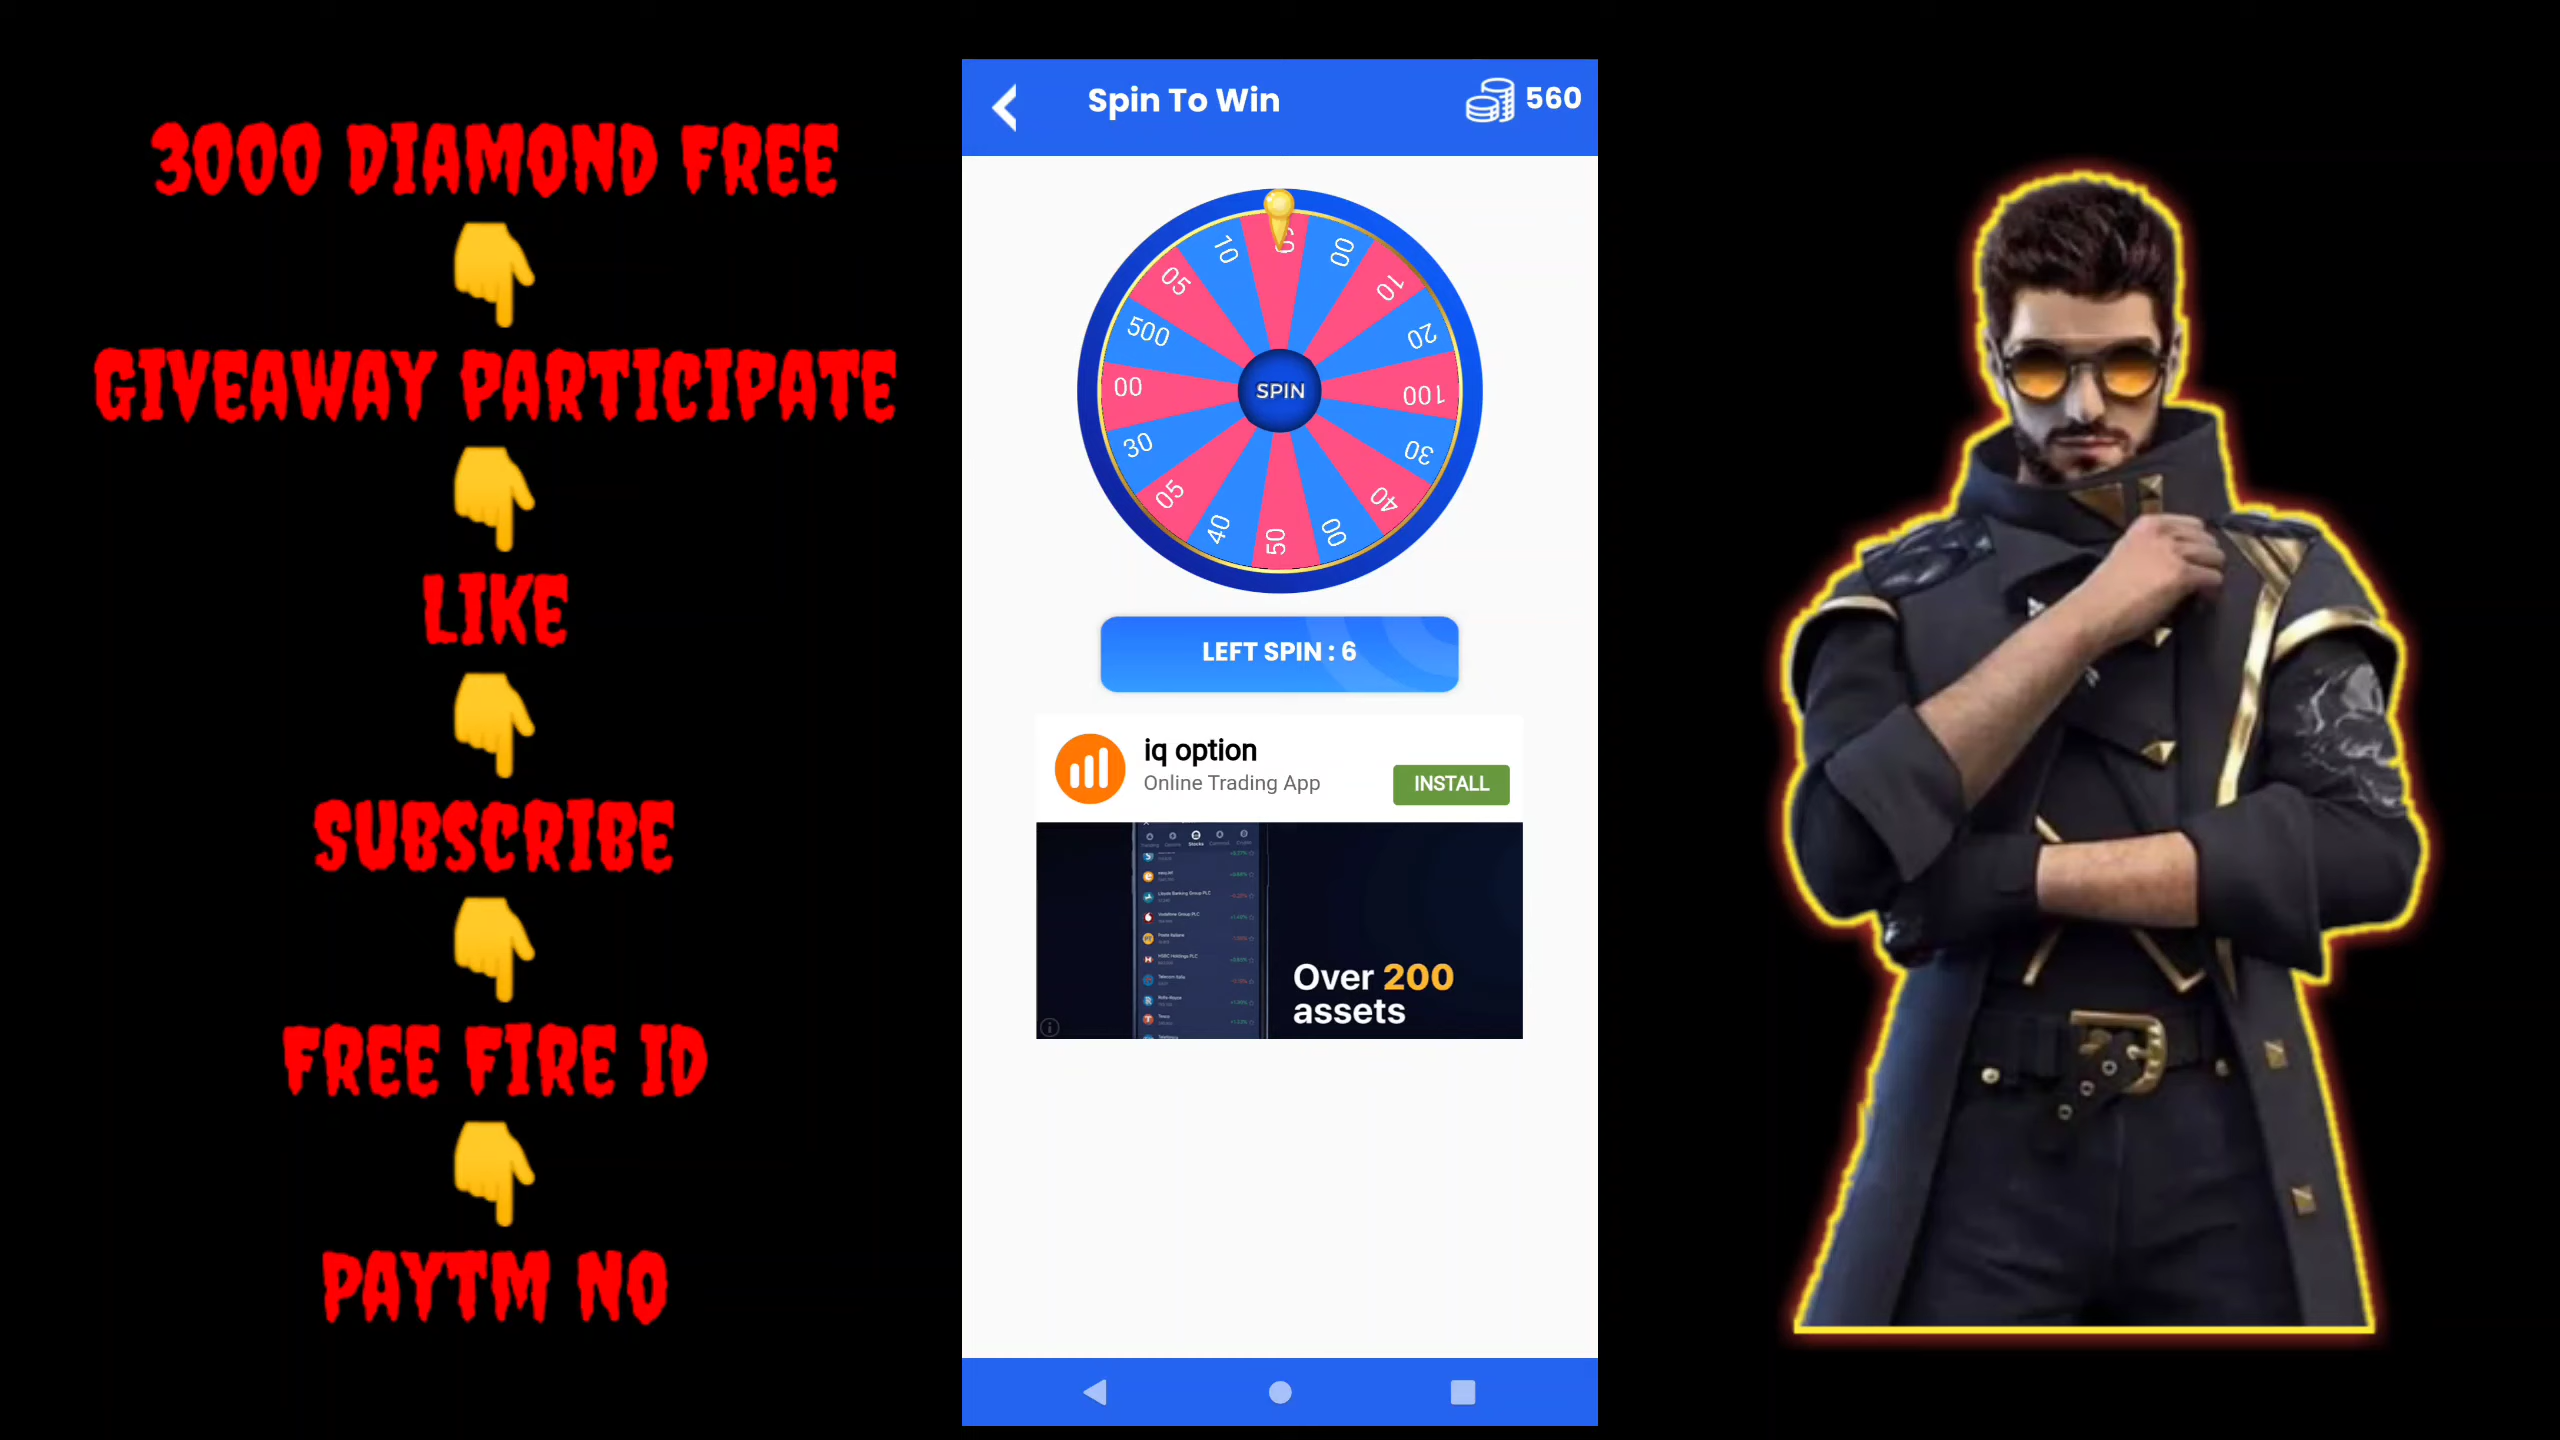 3000 DIAMOND FREE
GIVEAWAY PARTICIPATE
LIKE
SUBSCRIBE
FREE FIRE ID
PAYTM NO
Spin To Win
560
00
10
20
100
30
40
00
50
40
05
30
00
500
05
10
SPIN
LEFT SPIN : 6
iq option
Online Trading App
INSTALL
Over 200
assets